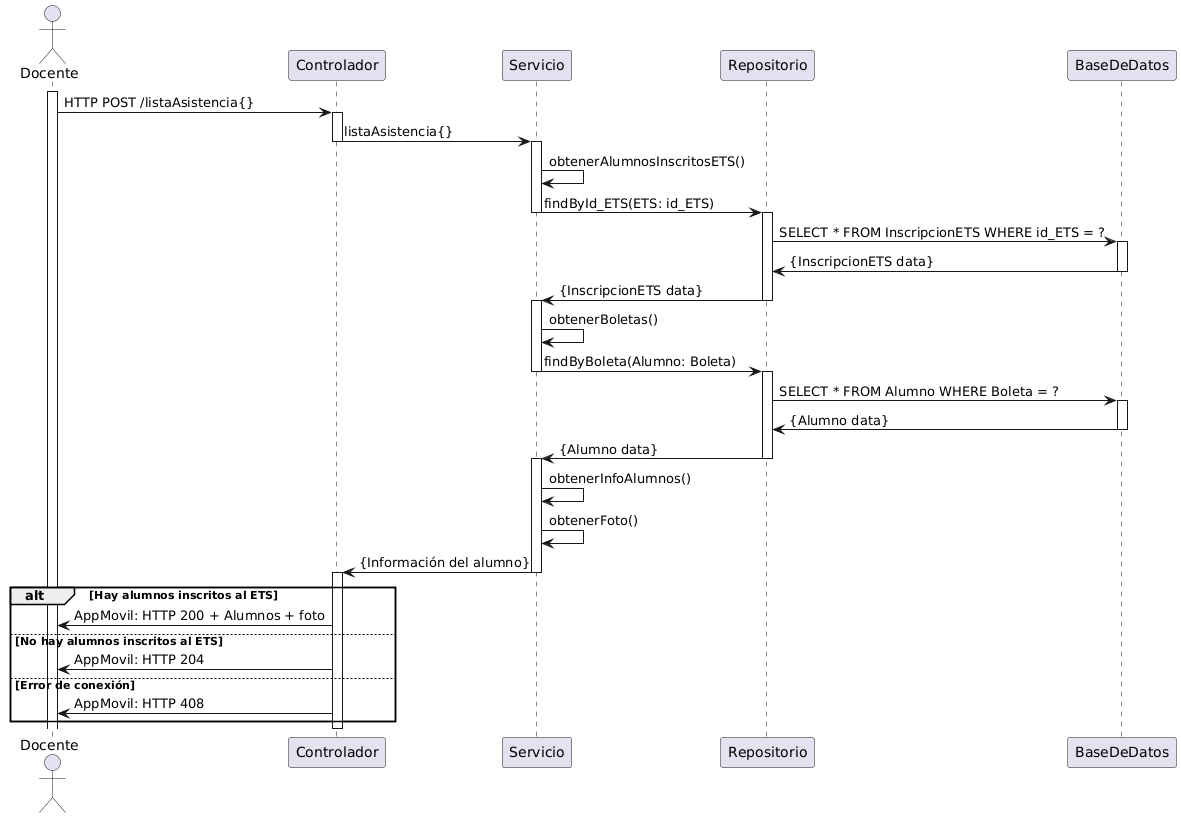 Docente
Controlador
Servicio
Repositorio
BaseDeDatos
HTTP POST /listaAsistencia{}
listaAsistencia{}
obtenerAlumnosInscritosETS()
findById_ETS(ETS: id_ETS)
SELECT * FROM InscripcionETS WHERE id_ETS = ?
{InscripcionETS data}
{InscripcionETS data}
obtenerBoletas()
findByBoleta(Alumno: Boleta)
SELECT * FROM Alumno WHERE Boleta = ?
{Alumno data}
{Alumno data}
obtenerInfoAlumnos()
obtenerFoto()
{Información del alumno}
alt [Hay alumnos inscritos al ETS]
AppMovil: HTTP 200 + Alumnos + foto
[No hay alumnos inscritos al ETS]
AppMovil: HTTP 204
[Error de conexión]
AppMovil: HTTP 408
Docente
Controlador
Servicio
Repositorio
BaseDeDatos